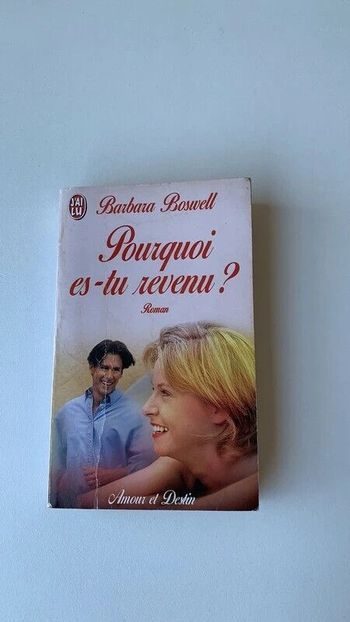 J'AI
LU
Barbara Boswell
Pourquoi
es-tu revenu ?
Roman
Amour et Destin